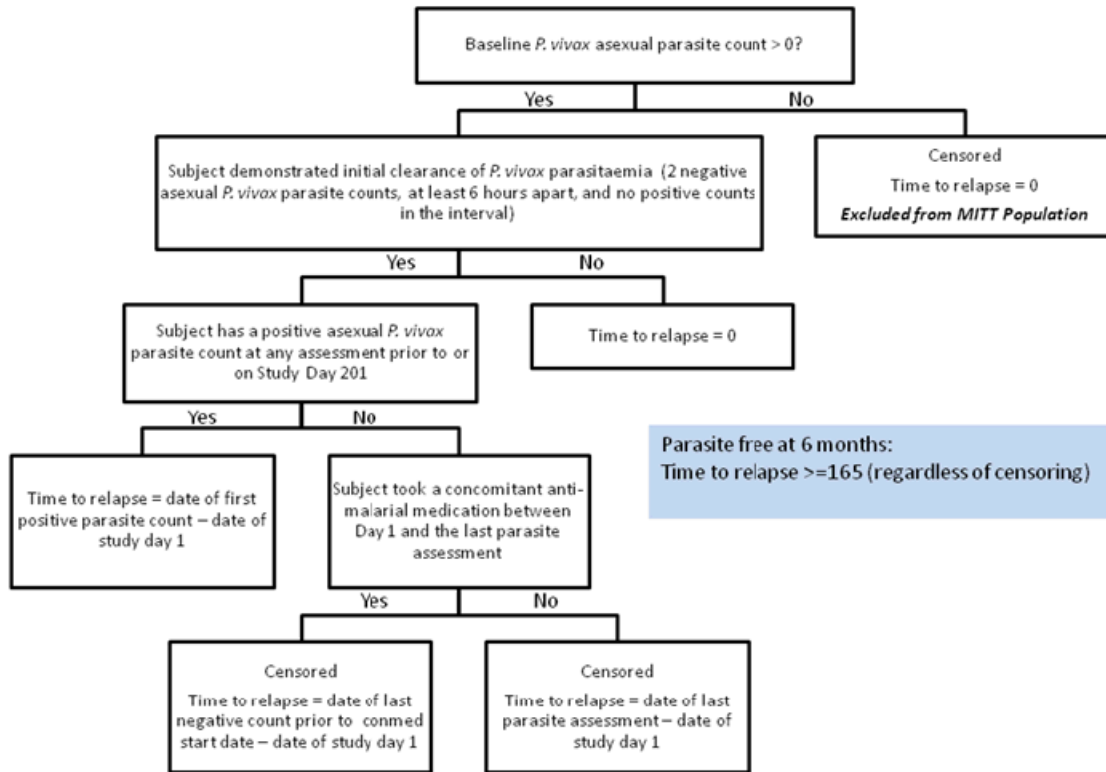 Baseline P. vivax asexual parasite count > 0?
Yes
No
Subject demonstrated initial clearance of P. vivax parasitaemia (2 negative
asexual P. vivax parasite counts, at least 6 hours apart, and no positive counts
in the interval)
Censored
Time to relapse = 0
Excluded from MITT Population
Yes
No
Subject has a positive asexual P. vivax
parasite count at any assessment prior to or
on Study Day 201
Time to relapse = 0
Yes
No
Parasite free at 6 months:
Time to relapse >=165 (regardless of censoring)
Time to relapse = date of first
positive parasite count – date of
study day 1
Subject took a concomitant anti-
malarial medication between
Day 1 and the last parasite
assessment
Yes
No
Censored
Time to relapse = date of last
negative count prior to conmed
start date – date of study day 1
Censored
Time to relapse = date of last
parasite assessment – date of
study day 1